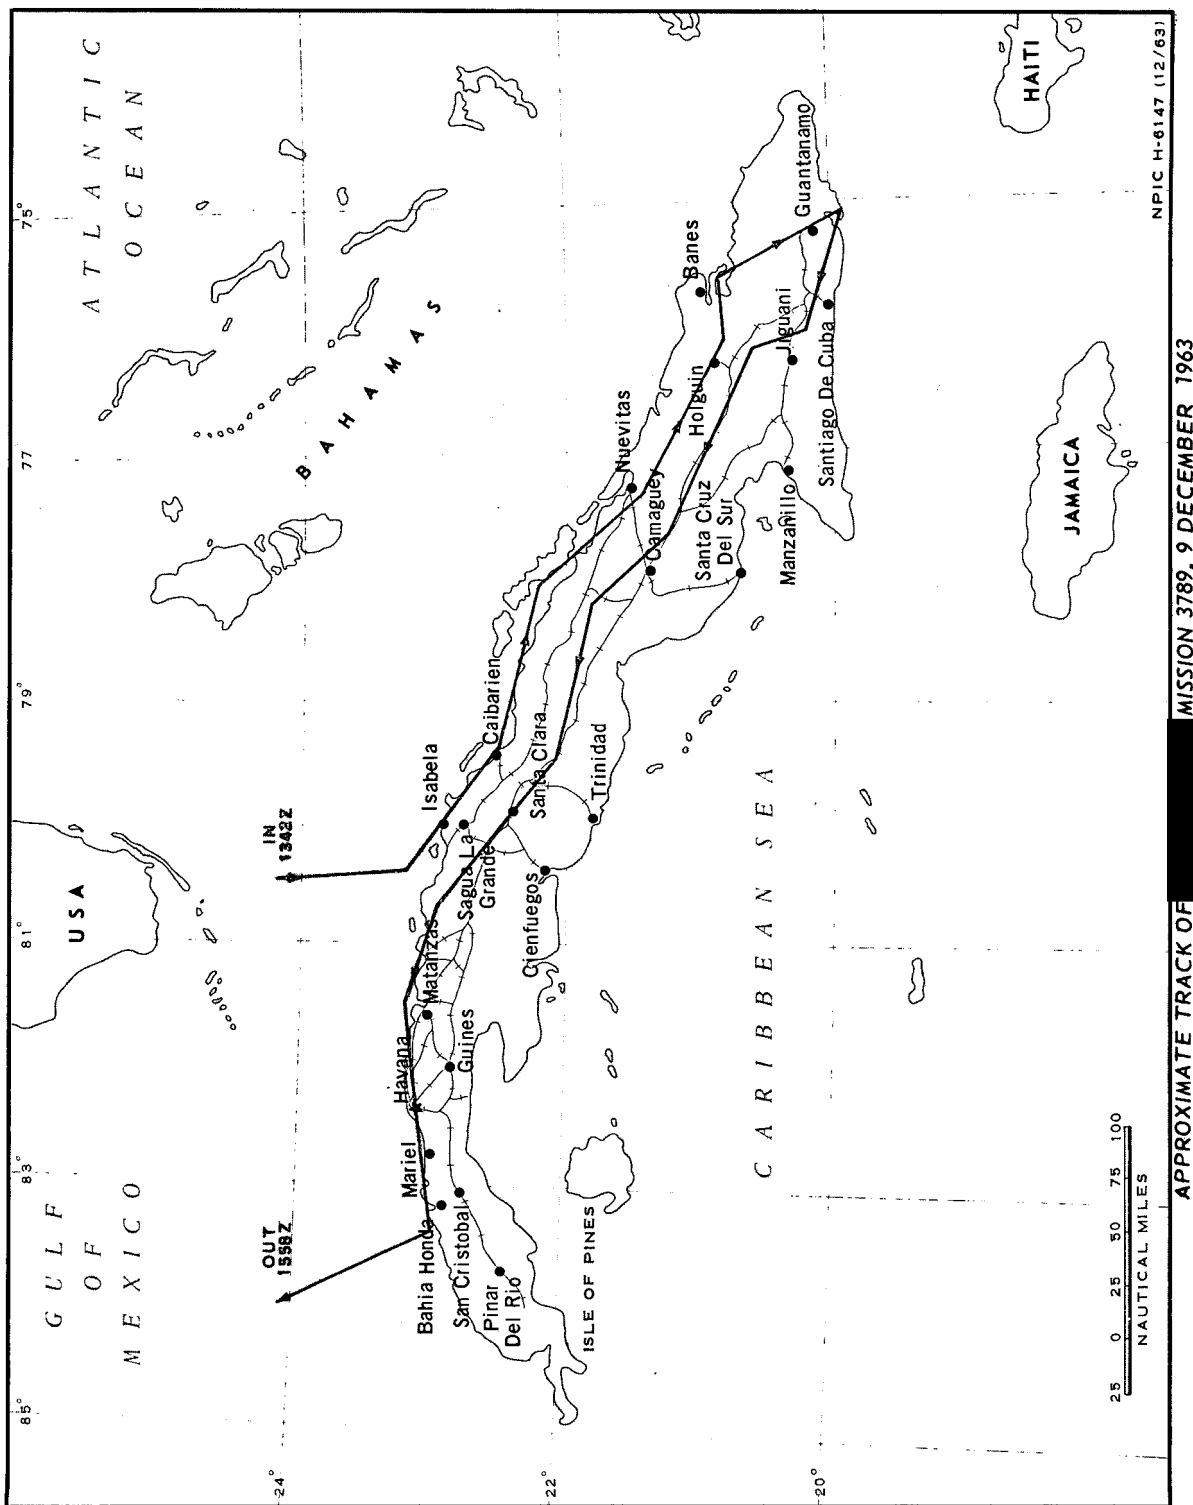 85°
83°
81°
79°
77
75°
GULF
OF
MEXICO
USA
ATLANTIC
OCEAN
BAHAMAS
OUT
1558Z
IN
1342Z
24°
22°
20°
Havana
Mariel
Bahia Honda
San Cristobal
Pinar
Del Rio
Guines
Matanzas
Isabela
Sagua La
Grande
Caibarien
Santa Clara
Cienfuegos
Trinidad
Nuevitas
Camaguey
Santa Cruz
Del Sur
Holguin
Banes
Jiguani
Manzanillo
Santiago De Cuba
Guantanamo
ISLE OF PINES
CARIBBEAN SEA
JAMAICA
HAITI
25 0 25 50 75 100
NAUTICAL MILES
NPIC H-6147 (12/63)
APPROXIMATE TRACK OF MISSION 3789, 9 DECEMBER 1963